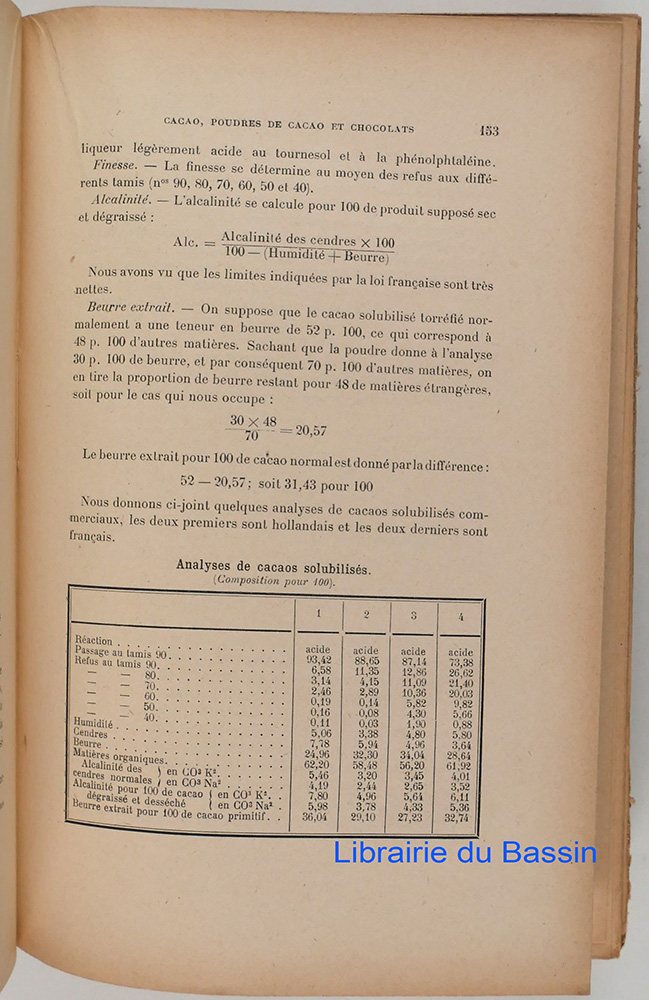 CACAO, POUDRES DE CACAO ET CHOCOLATS 153
liqueur légèrement acide au tournesol et à la phénolphtaléine.
Finesse. — La finesse se détermine au moyen des refus aux diffé-
rents tamis (nos 90, 80, 70, 60, 50 et 40).
Alcalinité. — L'alcalinité se calcule pour 100 de produit supposé sec
et dégraissé :
Alc. = Alcalinité des cendres × 100
100 — (Humidité + Beurre)
Nous avons vu que les limites indiquées par la loi française sont très
nettes.
Beurre extrait. — On suppose que le cacao solubilisé torréfié nor-
malement a une teneur en beurre de 52 p. 100, ce qui correspond à
48 p. 100 d'autres matières. Sachant que la poudre donne à l'analyse
30 p. 100 de beurre, et par conséquent 70 p. 100 d'autres matières, on
en tire la proportion de beurre restant pour 48 de matières étrangères,
soit pour le cas qui nous occupe :
30 × 48
70 = 20,57
Le beurre extrait pour 100 de cacao normal est donné par la différence :
52 — 20,57 ; soit 31,43 pour 100
Nous donnons ci-joint quelques analyses de cacaos solubilisés com-
merciaux, les deux premiers sont hollandais et les deux derniers sont
français.
Analyses de cacaos solubilisés.
(Composition pour 100).
1 2 3 4
Réaction . . . acide acide acide acide
Passage au tamis 90. . . 93,42 88,65 87,14 73,38
Refus au tamis 90. . . 6,58 11,35 12,86 26,62
— — 80. . . 3,14 4,15 11,09 21,40
— — 70. . . 2,46 2,89 10,36 20,03
— — 60. . . 0,19 0,14 5,82 9,82
— — 50. . . 0,16 0,08 4,30 5,66
— — 40. . . 0,11 0,03 1,90 0,88
Humidité . . . 5,06 3,38 4,80 5,80
Cendres . . . 7,78 5,94 4,96 3,64
Beurre . . . 24,96 32,30 34,04 28,64
Matières organiques. . . 62,20 58,48 56,20 61,92
Alcalinité des } en CO3 K2. . . 5,46 3,20 3,45 4,01
cendres normales } en CO3 Na2 . . . 4,19 2,44 2,65 3,52
Alcalinité pour 100 de cacao { en CO3 K2. . . 7,80 4,96 5,64 6,11
dégraissé et desséché { en CO3 Na2 . . . 5,98 3,78 4,33 5,36
Beurre extrait pour 100 de cacao primitif. . . 36,04 29,10 27,23 32,74
Librairie du Bassin